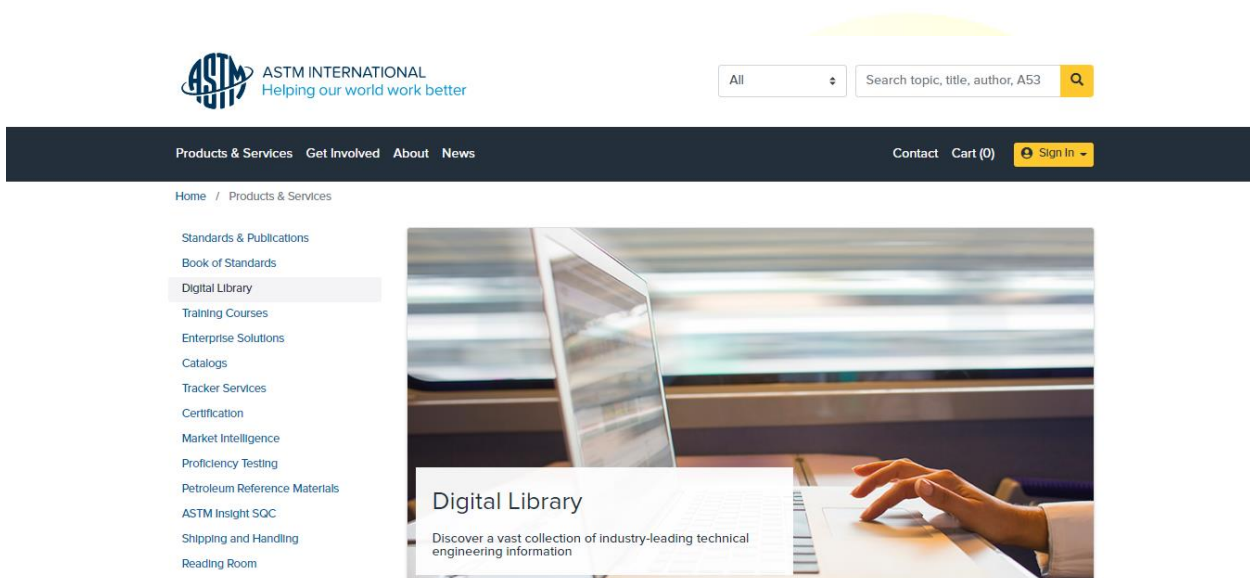 ASTM
ASTM INTERNATIONAL
Helping our world work better
All
Search topic, title, author, A53
Products & Services Get Involved About News
Contact Cart (0) Sign In
Home / Products & Services
Standards & Publications
Book of Standards
Digital Library
Training Courses
Enterprise Solutions
Catalogs
Tracker Services
Certification
Market Intelligence
Proficiency Testing
Petroleum Reference Materials
ASTM Insight SQC
Shipping and Handling
Reading Room
Digital Library
Discover a vast collection of industry-leading technical
engineering information